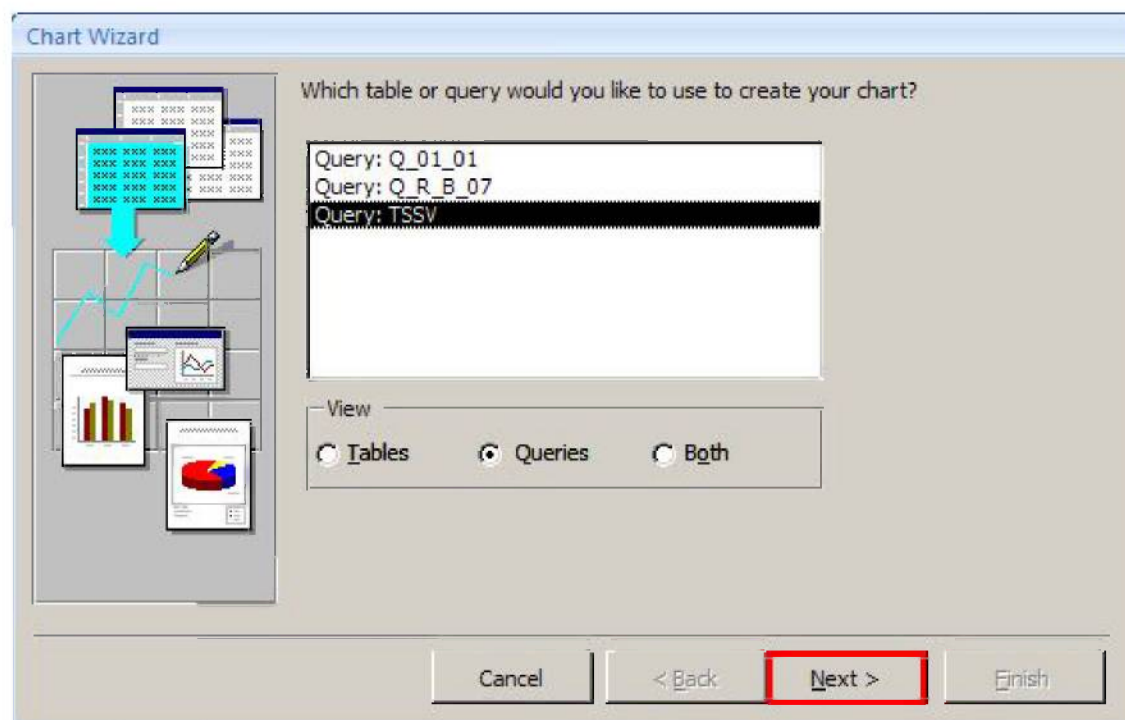 Chart Wizard
Which table or query would you like to use to create your chart?
Query: Q_01_01
Query: Q_R_B_07
Query: TSSV
View
Tables Queries Both
Cancel < Back Next > Finish